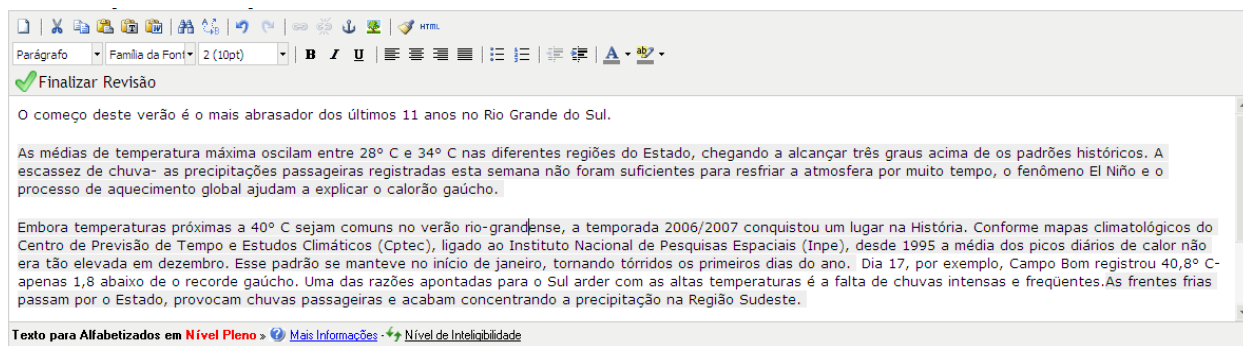 HTML
Parágrafo Família da Font 2 (10pt) B I U A ab
Finalizar Revisão
O começo deste verão é o mais abrasador dos últimos 11 anos no Rio Grande do Sul.
As médias de temperatura máxima oscilam entre 28º C e 34º C nas diferentes regiões do Estado, chegando a alcançar três graus acima de os padrões históricos. A
escassez de chuva- as precipitações passageiras registradas esta semana não foram suficientes para resfriar a atmosfera por muito tempo, o fenômeno El Niño e o
processo de aquecimento global ajudam a explicar o calorão gaúcho.
Embora temperaturas próximas a 40º C sejam comuns no verão rio-grandense, a temporada 2006/2007 conquistou um lugar na História. Conforme mapas climatológicos do
Centro de Previsão de Tempo e Estudos Climáticos (Cptec), ligado ao Instituto Nacional de Pesquisas Espaciais (Inpe), desde 1995 a média dos picos diários de calor não
era tão elevada em dezembro. Esse padrão se manteve no início de janeiro, tornando tórridos os primeiros dias do ano. Dia 17, por exemplo, Campo Bom registrou 40,8º C-
apenas 1,8 abaixo de o recorde gaúcho. Uma das razões apontadas para o Sul arder com as altas temperaturas é a falta de chuvas intensas e freqüentes.As frentes frias
passam por o Estado, provocam chuvas passageiras e acabam concentrando a precipitação na Região Sudeste.
Texto para Alfabetizados em Nível Pleno » Mais Informações - Nível de Inteligibilidade